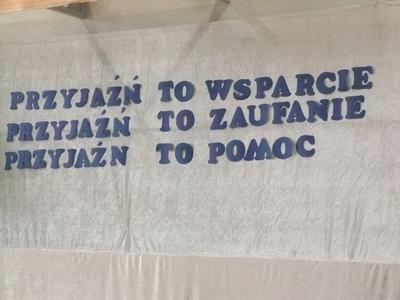 PRZYJAŹŃ TO WSPARCIE
PRZYJAŹŃ TO ZAUFANIE
PRZYJAŹŃ TO POMOC